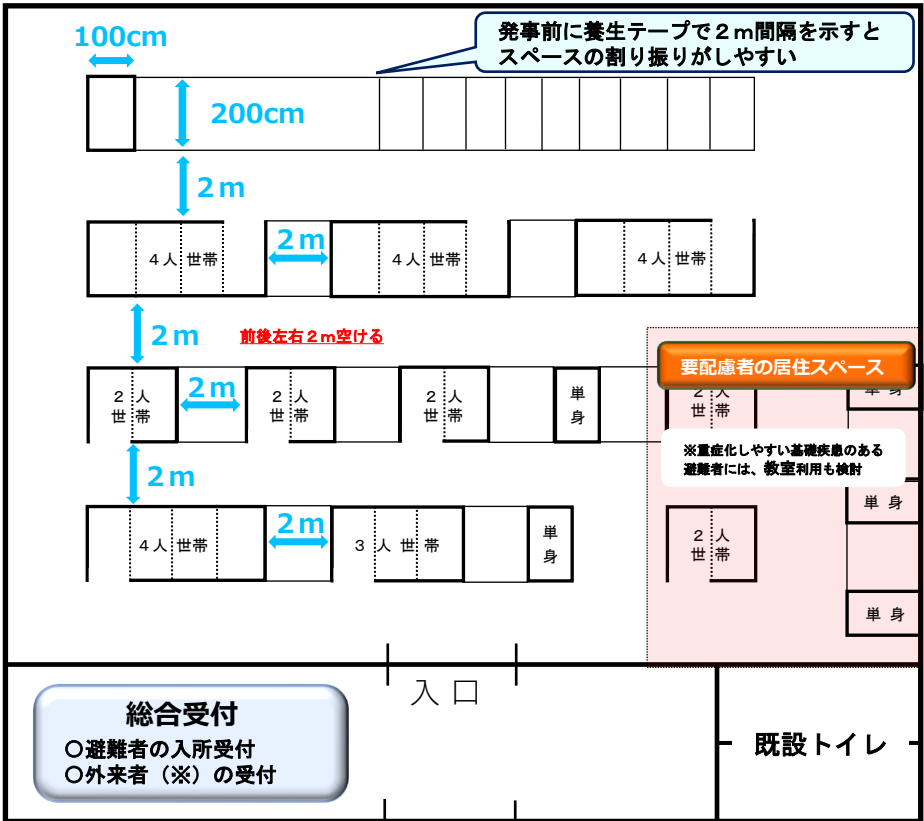 100cm
発事前に養生テープで２ｍ間隔を示すと
スペースの割り振りがしやすい
200cm
２ｍ
４人 世帯
２ｍ
４人 世帯
４人 世帯
２ｍ
前後左右２ｍ空ける
要配慮者の居住スペース
２ 人
世 帯
２ｍ
２ 人
世 帯
２ 人
世 帯
単
身
２ 人
世 帯
単 身
※重症化しやすい基礎疾患のある
避難者には、教室利用も検討
２ｍ
単 身
４人 世帯
２ｍ
３ 人 世 帯
単
身
２ 人
世 帯
単 身
入 口
総合受付
○避難者の入所受付
○外来者（※）の受付
既設トイレ